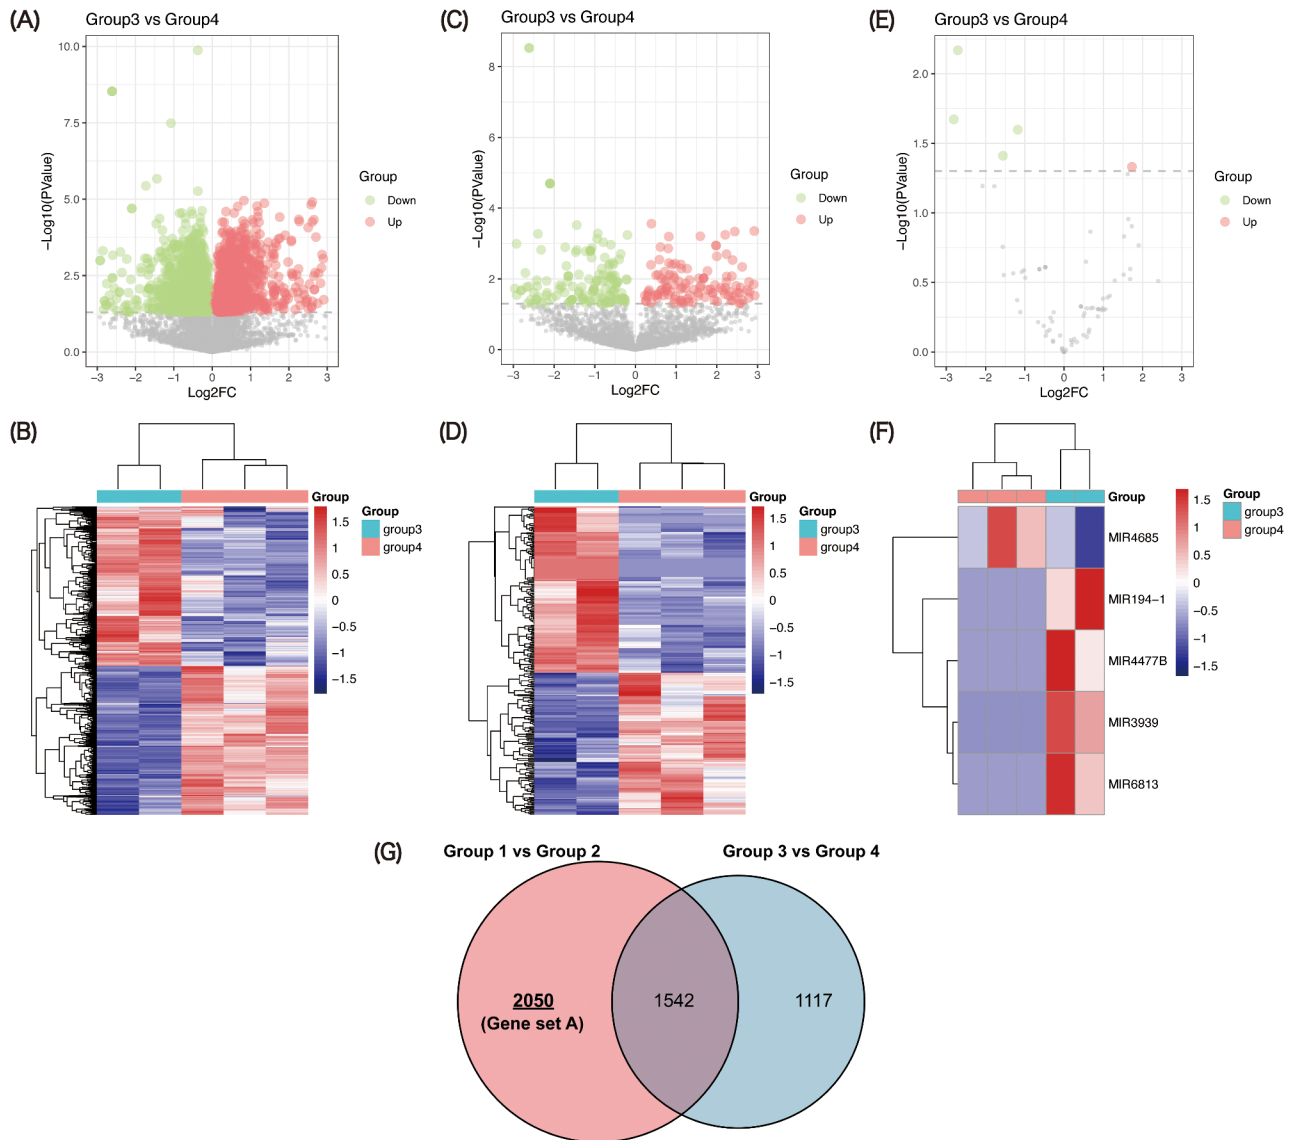 (A)
Group3 vs Group4
10.0
7.5
5.0
2.5
0.0
−Log10(PValue)
−3 −2 −1 0 1 2 3
Log2FC
Group
Down
Up
(C)
Group3 vs Group4
8
6
4
2
0
−Log10(PValue)
−3 −2 −1 0 1 2 3
Log2FC
Group
Down
Up
(E)
Group3 vs Group4
2.0
1.5
1.0
0.5
0.0
−Log10(PValue)
−3 −2 −1 0 1 2 3
Log2FC
Group
Down
Up
(B)
Group
1.5
1
0.5
0
−0.5
−1
−1.5
Group
group3
group4
(D)
Group
1.5
1
0.5
0
−0.5
−1
−1.5
Group
group3
group4
(F)
Group
MIR4685
MIR194−1
MIR4477B
MIR3939
MIR6813
1.5
1
0.5
0
−0.5
−1
−1.5
Group
group3
group4
(G)
Group 1 vs Group 2
Group 3 vs Group 4
2050
(Gene set A)
1542
1117